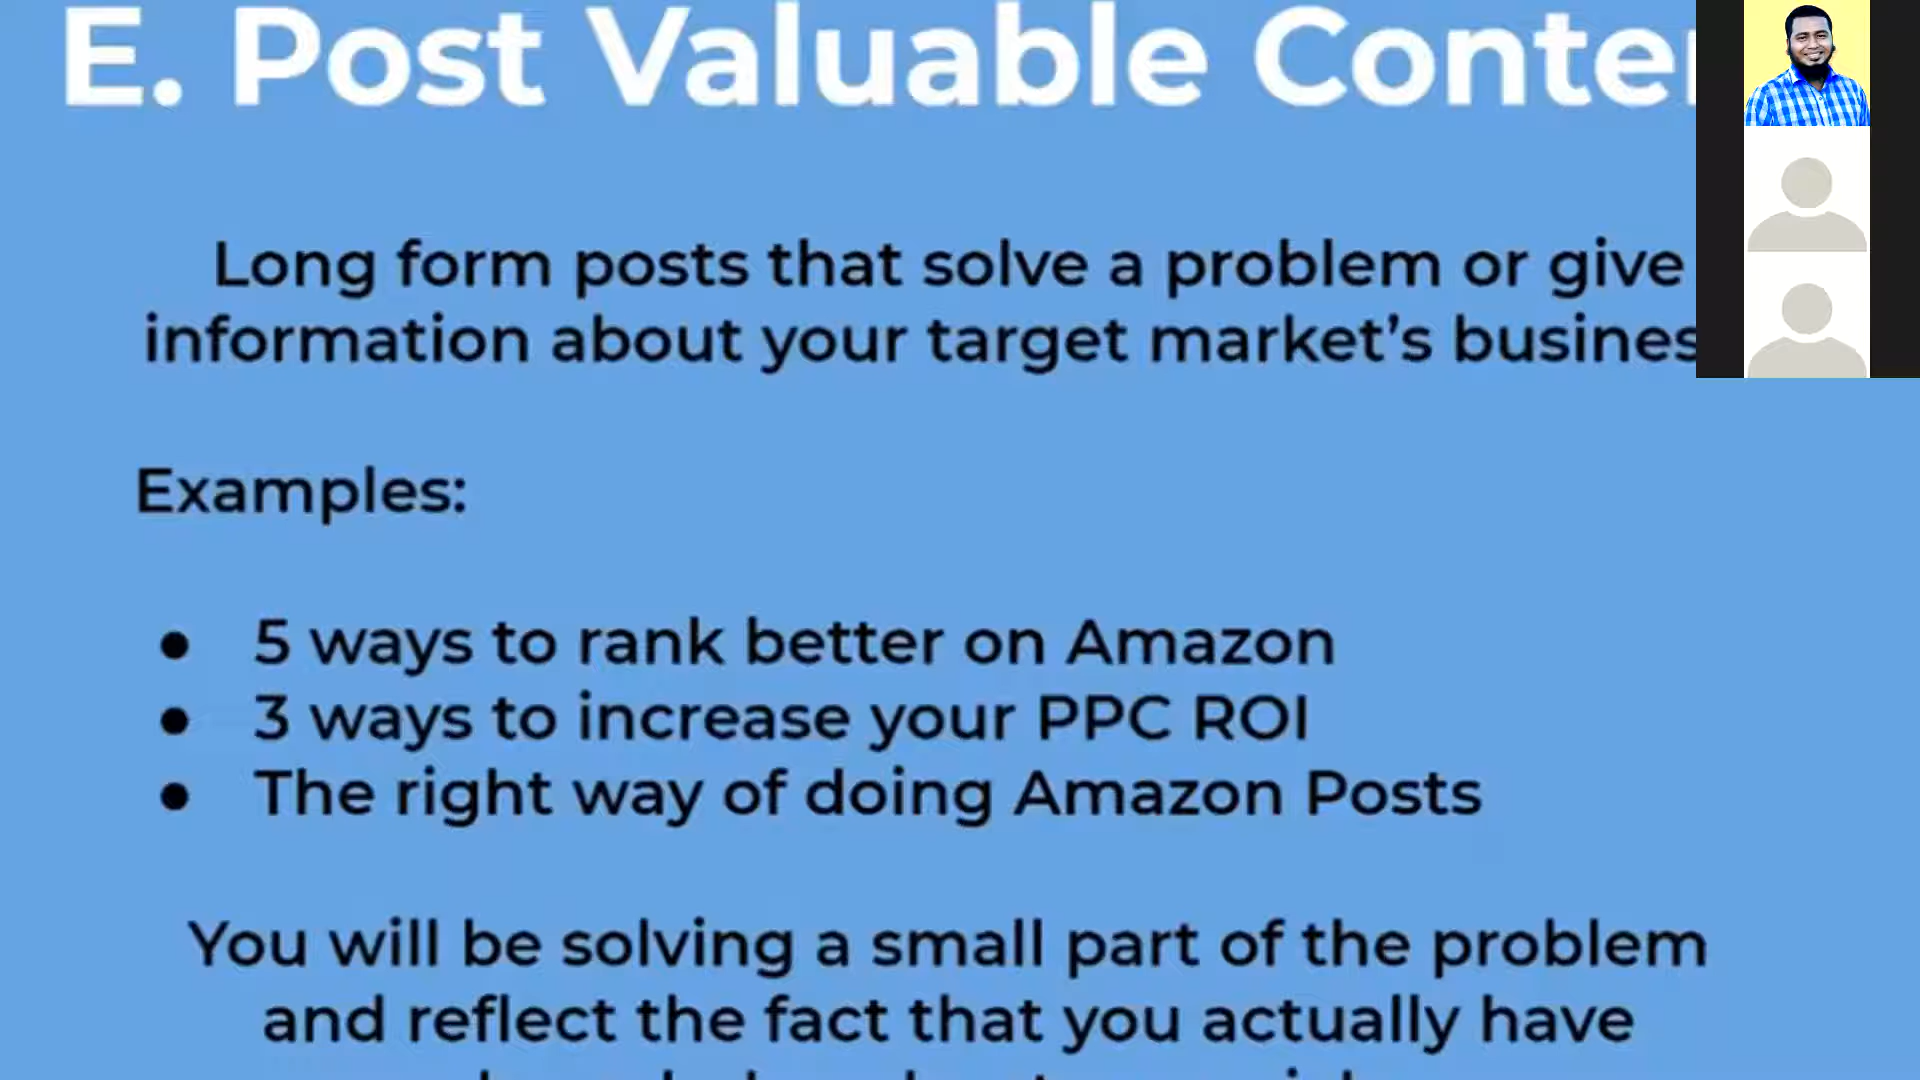 E. Post Valuable
Long form posts that solve a problem or give
information about your target market’s
Examples:
● 5 ways to rank better on Amazon
● 3 ways to increase your PPC ROI
● The right way of doing Amazon Posts
You will be solving a small part of the problem
and reflect the fact that you actually have